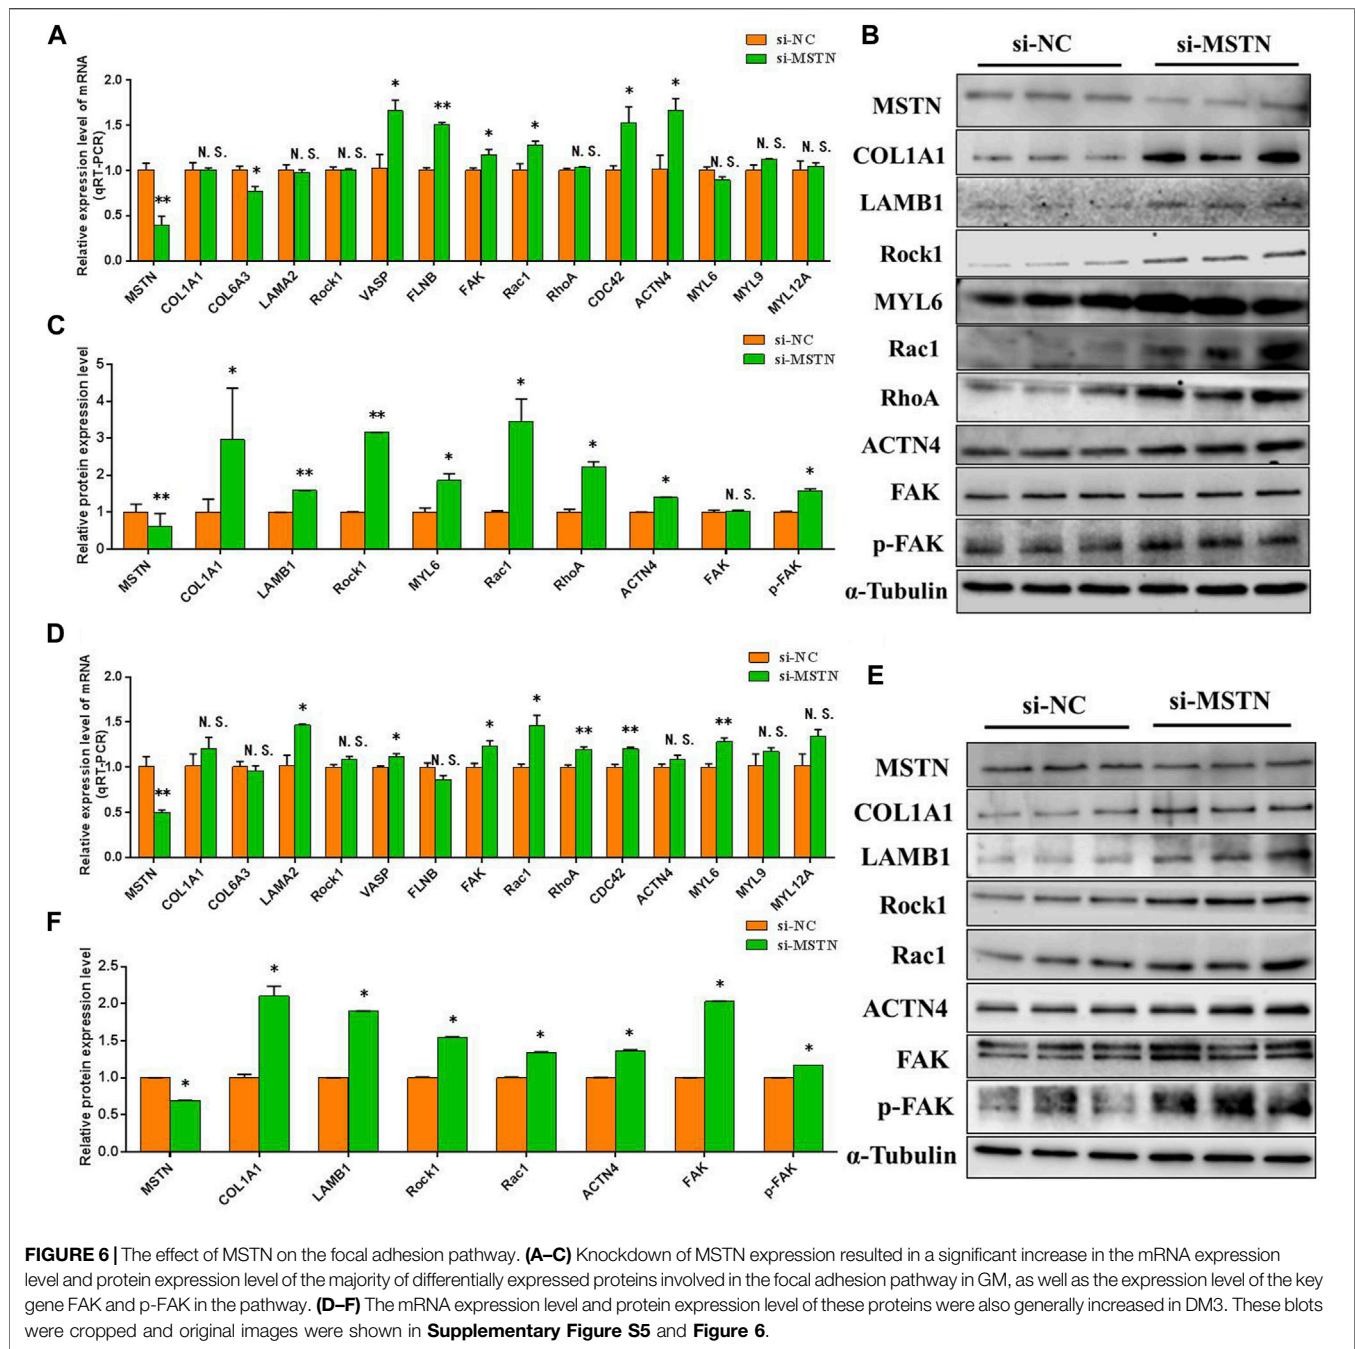 A
si-NC
si-MSTN
Relative expression level of mRNA
(qRT-PCR)
2.0
1.5
1.0
0.5
0.0
** N. S. * N. S. N. S. * ** * * N. S. * * N. S. N. S. N. S.
MSTN COL1A1 COL6A3 LAMA2 Rock1 VASP FLNB FAK Rac1 RhoA CDC42 ACTN4 MYL6 MYL9 MYL12A
B
si-NC si-MSTN
MSTN
COL1A1
LAMB1
Rock1
MYL6
Rac1
RhoA
ACTN4
FAK
p-FAK
α-Tubulin
C
si-NC
si-MSTN
Relative protein expression level
5
4
3
2
1
0
** * ** ** * * * * N. S. *
MSTN COL1A1 LAMB1 Rock1 MYL6 Rac1 RhoA ACTN4 FAK p-FAK
D
si-NC
si-MSTN
Relative expression level of mRNA
(qRT-PCR)
2.0
1.5
1.0
0.5
0.0
** N. S. N. S. * N. S. * N. S. * * ** ** N. S. ** N. S. N. S.
MSTN COL1A1 COL6A3 LAMA2 Rock1 VASP FLNB FAK Rac1 RhoA CDC42 ACTN4 MYL6 MYL9 MYL12A
E
si-NC si-MSTN
MSTN
COL1A1
LAMB1
Rock1
Rac1
ACTN4
FAK
p-FAK
α-Tubulin
F
si-NC
si-MSTN
Relative protein expression level
2.5
2.0
1.5
1.0
0.5
0.0
* * * * * * * *
MSTN COL1A1 LAMB1 Rock1 Rac1 ACTN4 FAK p-FAK
FIGURE 6 | The effect of MSTN on the focal adhesion pathway. (A–C) Knockdown of MSTN expression resulted in a significant increase in the mRNA expression
level and protein expression level of the majority of differentially expressed proteins involved in the focal adhesion pathway in GM, as well as the expression level of the key
gene FAK and p-FAK in the pathway. (D–F) The mRNA expression level and protein expression level of these proteins were also generally increased in DM3. These blots
were cropped and original images were shown in Supplementary Figure S5 and Figure 6.